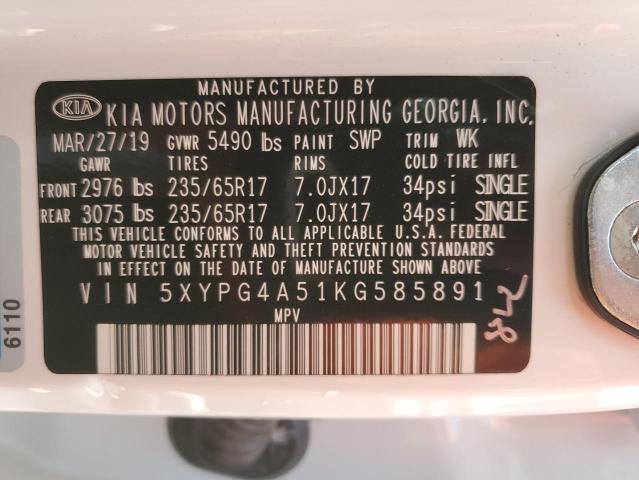 MANUFACTURED BY
KIA KIA MOTORS MANUFACTURING GEORGIA, INC.
MAR/27/19 GVWR 5490 lbs PAINT SWP TRIM WK
GAWR TIRES RIMS COLD TIRE INFL
FRONT 2976 lbs 235/65R17 7.0JX17 34psi SINGLE
REAR 3075 lbs 235/65R17 7.0JX17 34psi SINGLE
THIS VEHICLE CONFORMS TO ALL APPLICABLE U.S.A. FEDERAL
MOTOR VEHICLE SAFETY AND THEFT PREVENTION STANDARDS
IN EFFECT ON THE DATE OF MANUFACTURE SHOWN ABOVE.
VIN 5XYPG4A51KG585891
MPV
6110